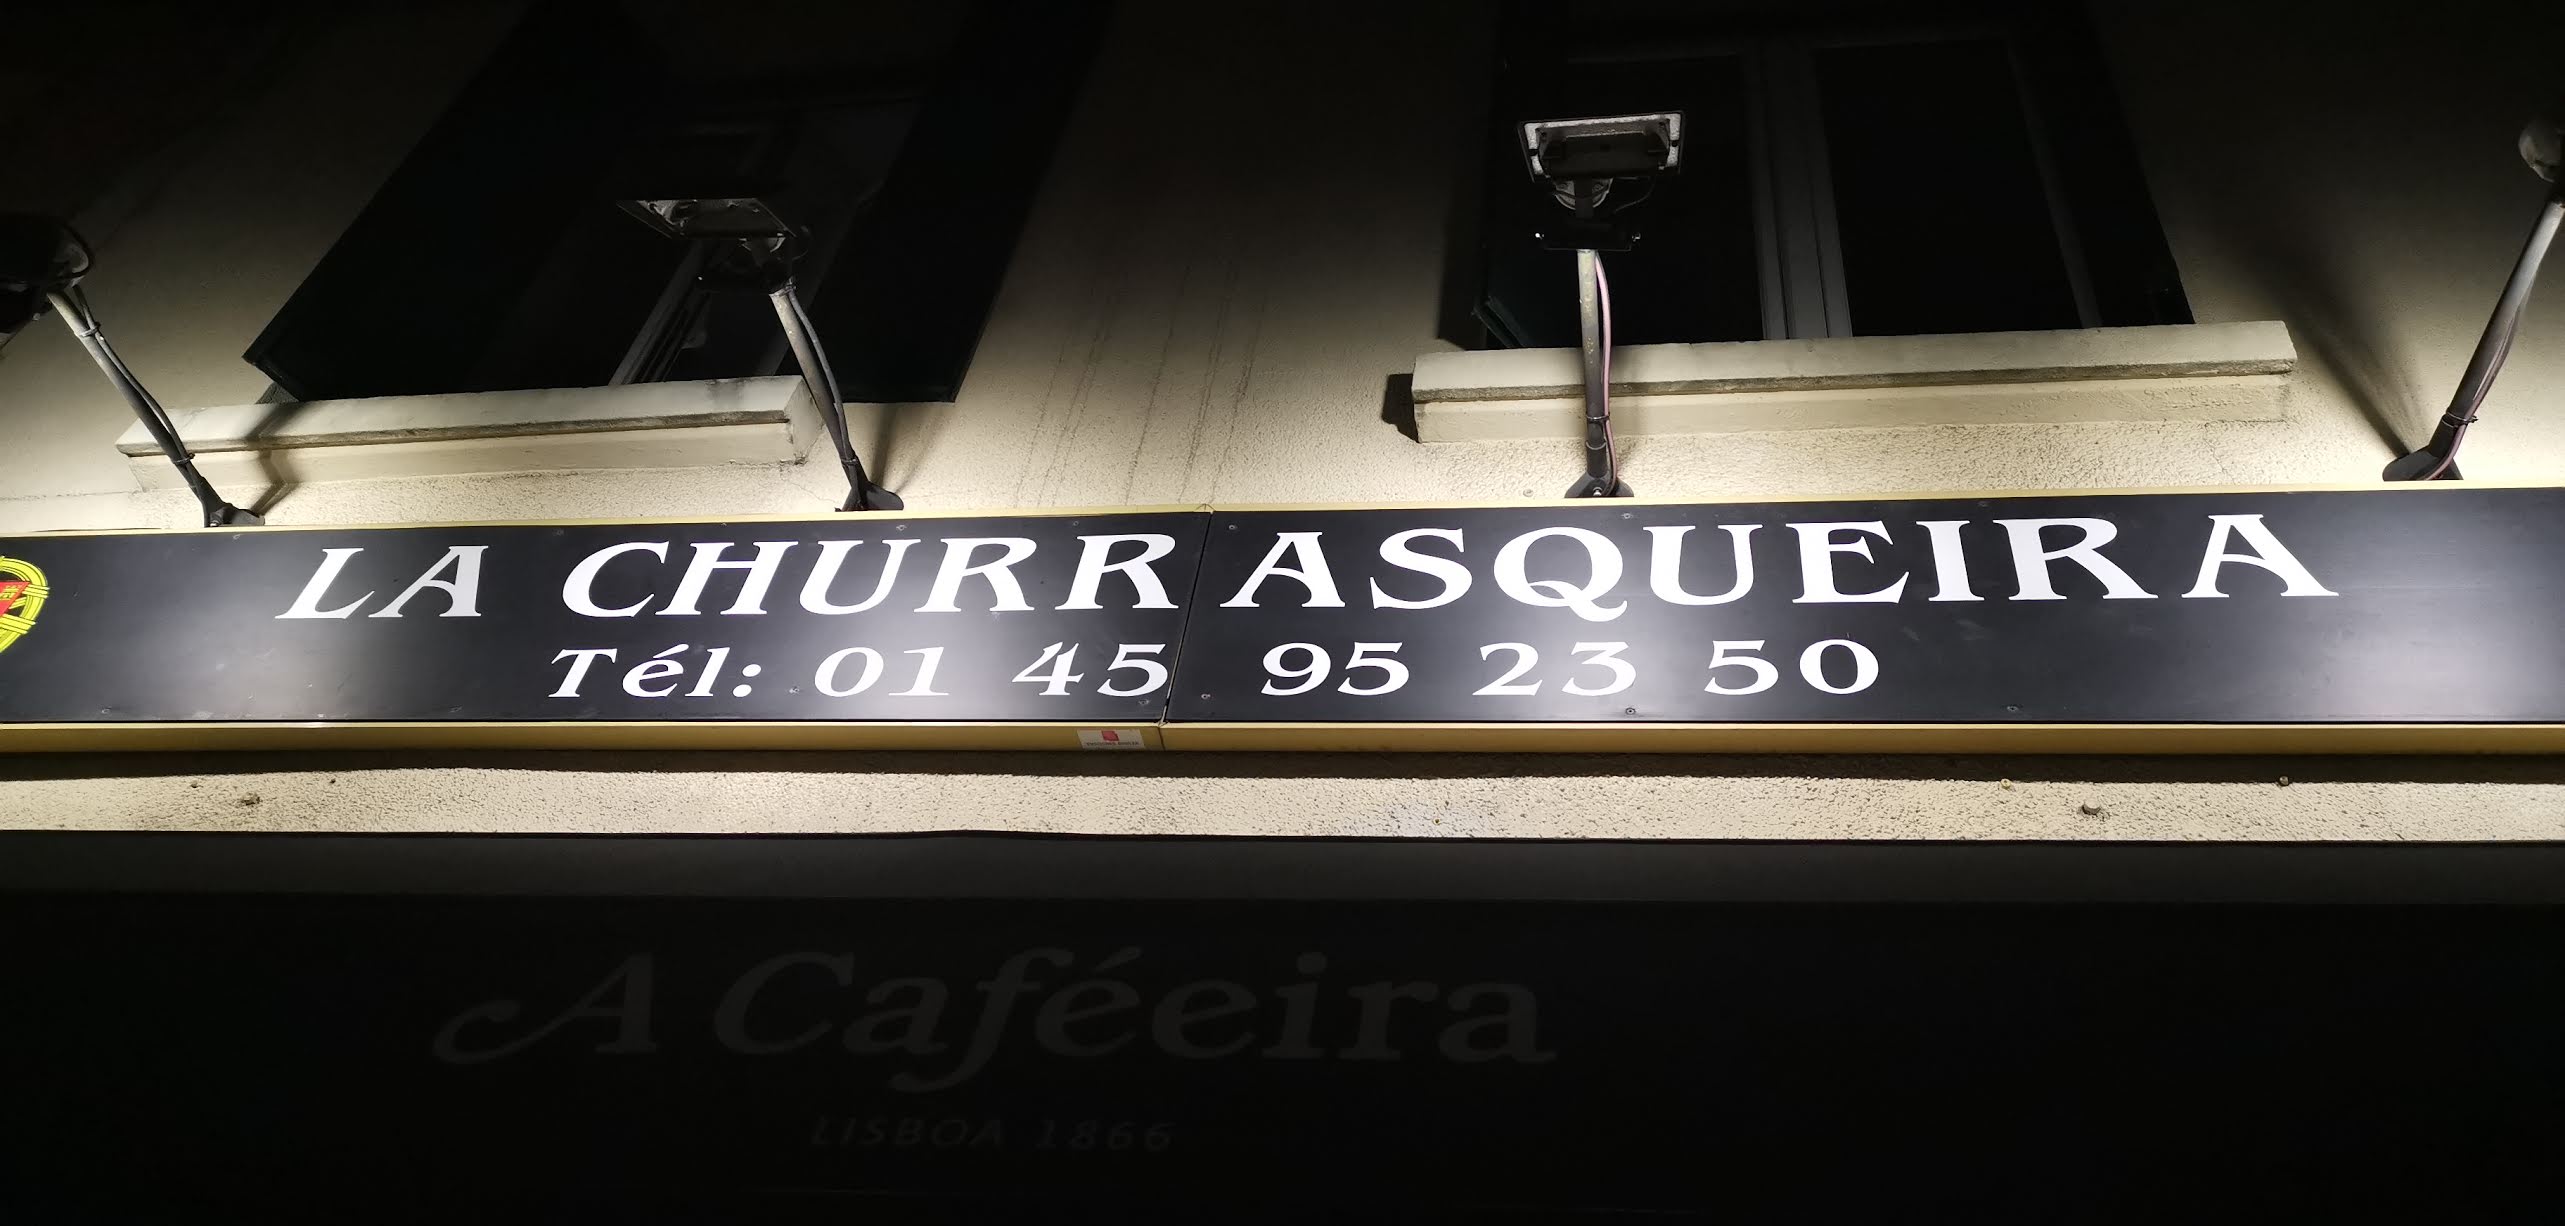 LA CHURRASQUEIRA
Tél: 01 45 95 23 50
A Caféeira
LISBOA 1866